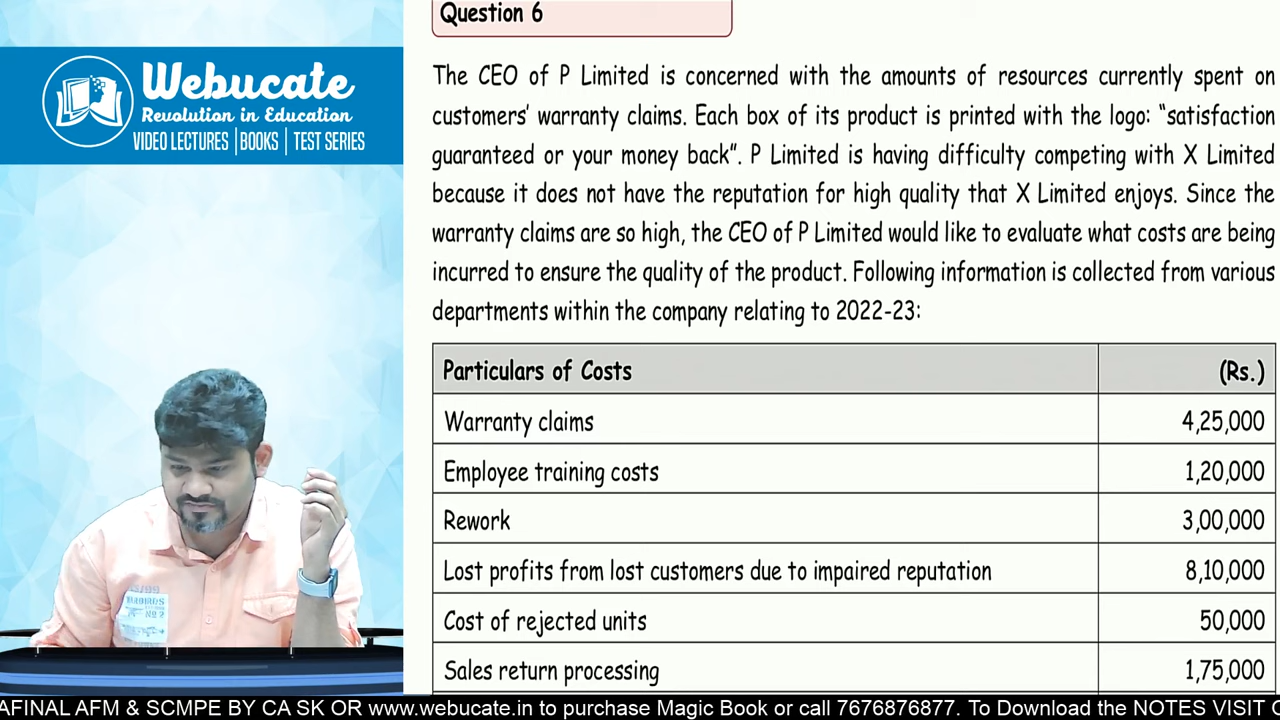 Question 6
Webucate
Revolution in Education
VIDEO LECTURES | BOOKS | TEST SERIES
The CEO of P Limited is concerned with the amounts of resources currently spent on
customers' warranty claims. Each box of its product is printed with the logo: “satisfaction
guaranteed or your money back”. P Limited is having difficulty competing with X Limited
because it does not have the reputation for high quality that X Limited enjoys. Since the
warranty claims are so high, the CEO of P Limited would like to evaluate what costs are being
incurred to ensure the quality of the product. Following information is collected from various
departments within the company relating to 2022-23:
Particulars of Costs (Rs.)
Warranty claims 4,25,000
Employee training costs 1,20,000
Rework 3,00,000
Lost profits from lost customers due to impaired reputation 8,10,000
Cost of rejected units 50,000
Sales return processing 1,75,000
AFINAL AFM & SCMPE BY CA SK OR www.webucate.in to purchase Magic Book or call 7676876877. To Download the NOTES VISIT